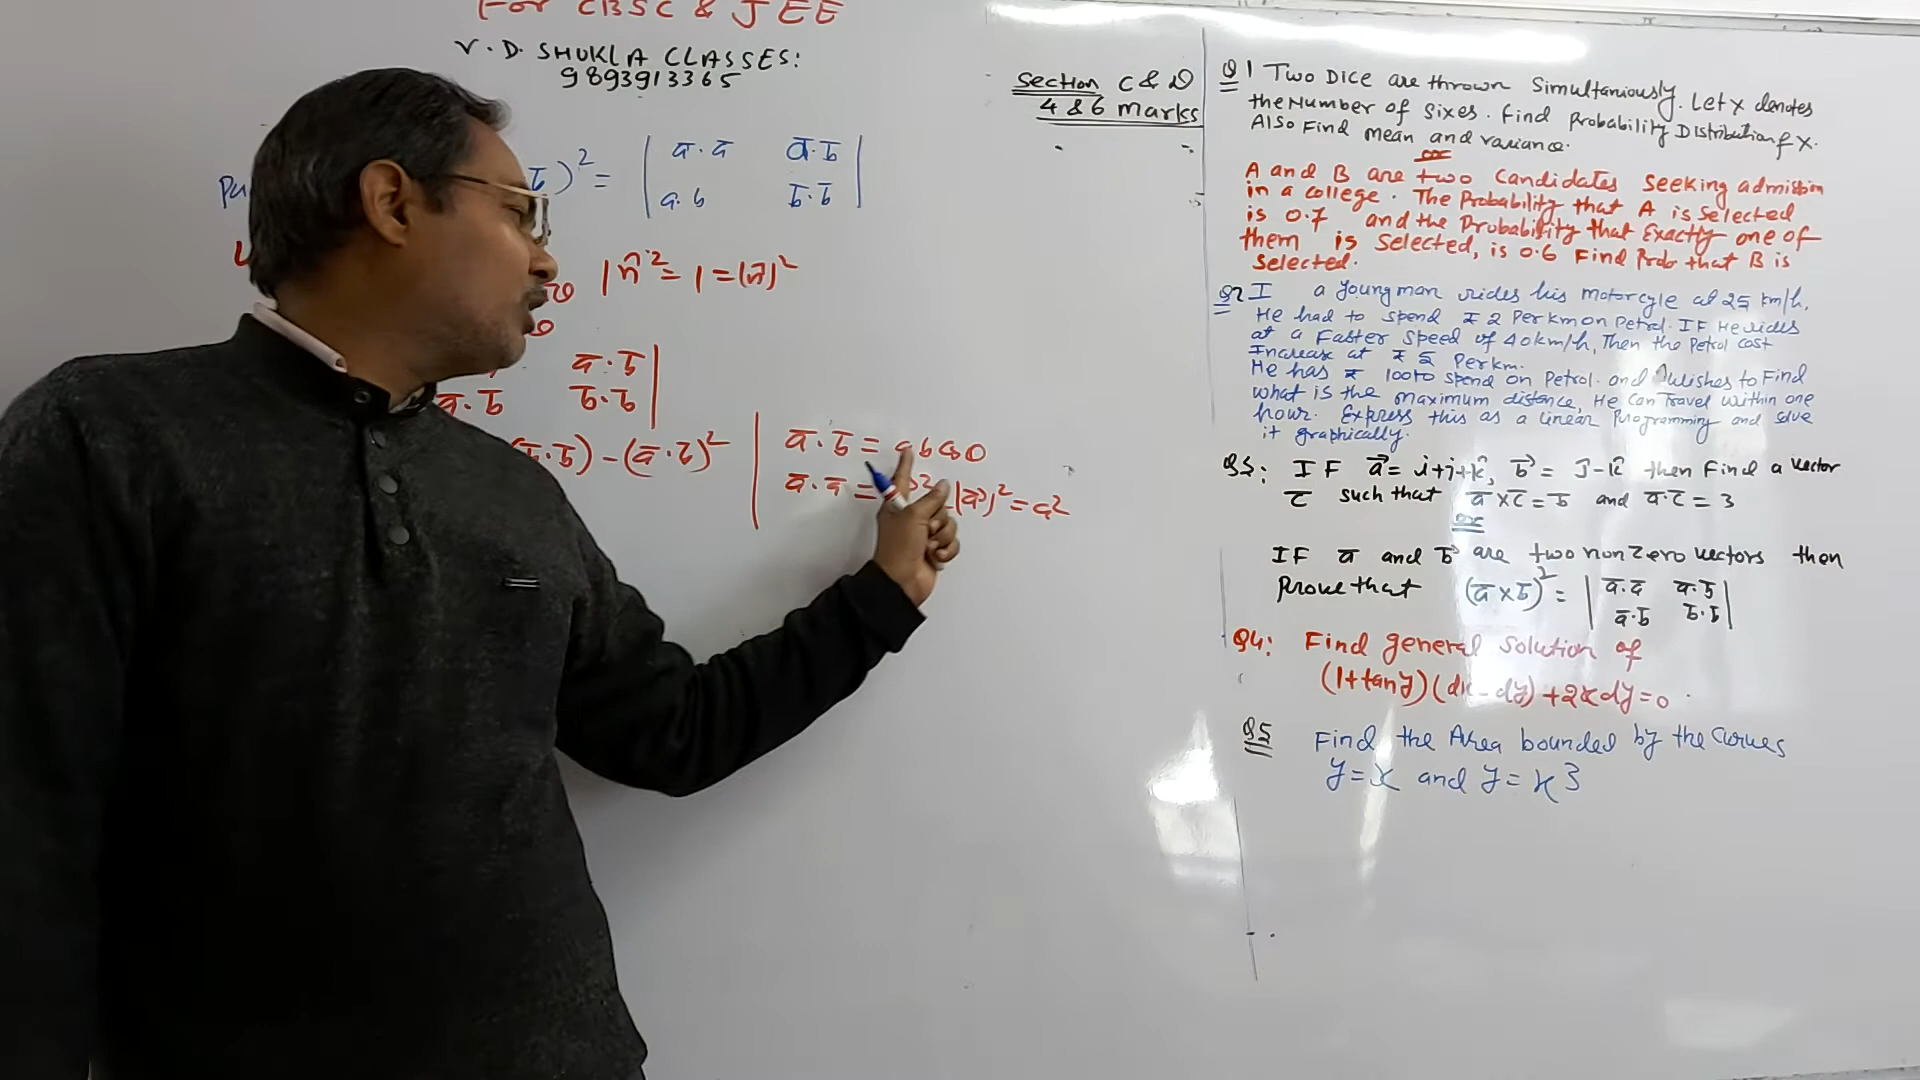 For CBSC & JEE
V. D. SHUKLA CLASSES:
9893913365
b̄)² = | ā.ā ā.b̄ |
| a.b b̄.b̄ |
|n̂|² = 1 = (n̄)²
ā.b̄ |
ā.b̄ b̄.b̄ |
(b̄.b̄) - (ā.b̄)² | ā.b̄ = ab cosθ
ā.ā = (ā)² = a²
Section C & D
4 & 6 marks
Q1 Two Dice are thrown Simultaniously. Let X denotes
the Number of Sixes. Find Probability Distribution of X.
Also Find mean and variance.
OR
A and B are two Candidates Seeking admission
in a college. The Probability that A is Selected
is 0.7 and the Probability that Exactly one of
them is Selected, is 0.6 Find Prob that B is
Selected.
Q2 I a young man rides his motorcyle at 25 km/h,
He had to spend ₹ 2 Per km on Petrol. IF He rides
at a Faster Speed of 40 km/h, Then the Petrol cost
Increase at ₹ 5 Per km.
He has ₹ 100 to spend on Petrol. and wishes to Find
what is the maximum distance, He Can Travel within one
hour. Express this as a linear Programming and solve
it graphically.
Q3: IF a⃗ = i+j+k̂, b⃗ = j-k̂ then Find a vector
c̄ such that ā×c̄=b̄ and ā.c̄ = 3
OR
IF ā and b⃗ are two non Zero vectors then
Prove that (ā×b̄)² = | ā.ā ā.b̄ |
| ā.b̄ b̄.b̄ |
Q4: Find general Solution of
(1+tany)(dx-dy)+2xdy=0
Q5 Find the Area bounded by the Curves
y=x and y=x3